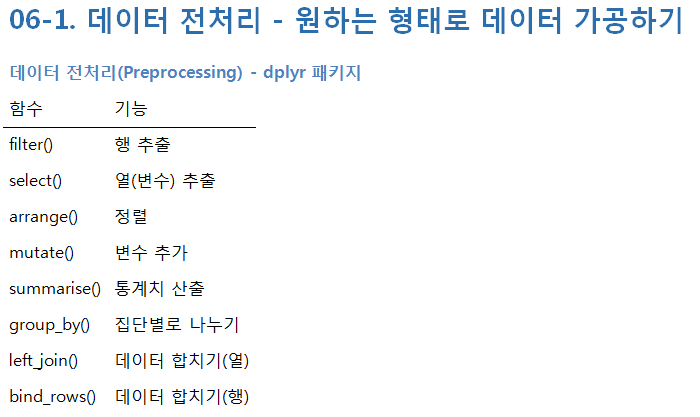 06-1. 데이터 전처리 - 원하는 형태로 데이터 가공하기
데이터 전처리(Preprocessing) - dplyr 패키지
함수 기능
filter() 행 추출
select() 열(변수) 추출
arrange() 정렬
mutate() 변수 추가
summarise() 통계치 산출
group_by() 집단별로 나누기
left_join() 데이터 합치기(열)
bind_rows() 데이터 합치기(행)